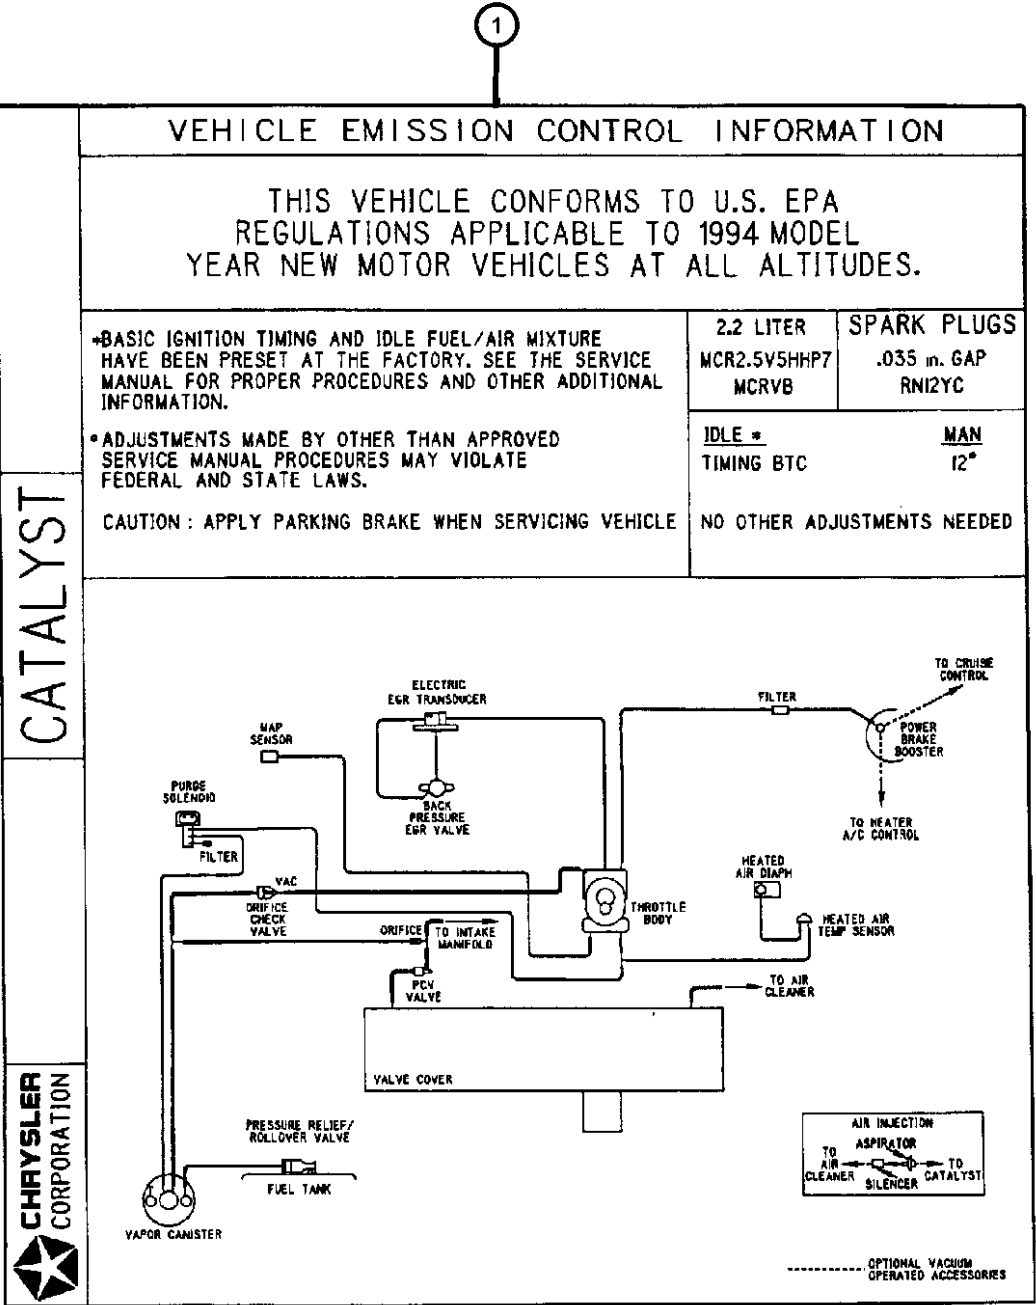 1
VEHICLE EMISSION CONTROL INFORMATION
THIS VEHICLE CONFORMS TO U.S. EPA
REGULATIONS APPLICABLE TO 1994 MODEL
YEAR NEW MOTOR VEHICLES AT ALL ALTITUDES.
*BASIC IGNITION TIMING AND IDLE FUEL/AIR MIXTURE
HAVE BEEN PRESET AT THE FACTORY. SEE THE SERVICE
MANUAL FOR PROPER PROCEDURES AND OTHER ADDITIONAL
INFORMATION.
•ADJUSTMENTS MADE BY OTHER THAN APPROVED
SERVICE MANUAL PROCEDURES MAY VIOLATE
FEDERAL AND STATE LAWS.
CAUTION : APPLY PARKING BRAKE WHEN SERVICING VEHICLE
2.2 LITER
MCR2.5V5HHP7
MCRVB
SPARK PLUGS
.035 in. GAP
RN12YC
IDLE * MAN
TIMING BTC 12°
NO OTHER ADJUSTMENTS NEEDED
CATALYST
CHRYSLER
CORPORATION
ELECTRIC
EGR TRANSDUCER
MAP
SENSOR
PURGE
SOLENOID
FILTER
BACK
PRESSURE
EGR VALVE
FILTER
TO CRUISE
CONTROL
POWER
BRAKE
BOOSTER
TO HEATER
A/C CONTROL
VAC
ORIFICE
CHECK
VALVE
ORIFICE
TO INTAKE
MANIFOLD
PCV
VALVE
THROTTLE
BODY
HEATED
AIR DIAPH
HEATED AIR
TEMP SENSOR
TO AIR
CLEANER
VALVE COVER
PRESSURE RELIEF/
ROLLOVER VALVE
FUEL TANK
VAPOR CANISTER
AIR INJECTION
ASPIRATOR
TO
AIR
CLEANER
SILENCER
TO
CATALYST
OPTIONAL VACUUM
OPERATED ACCESSORIES